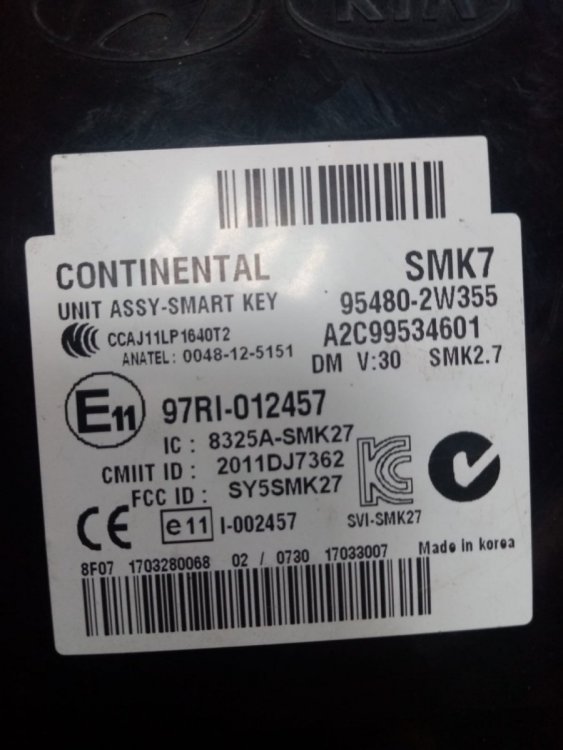 KIA
CONTINENTAL SMK7
UNIT ASSY-SMART KEY 95480-2W355
CCAJ11LP1640T2 A2C99534601
ANATEL: 0048-12-5151 DM V:30 SMK2.7
E11 97RI-012457
IC : 8325A-SMK27
CMIIT ID : 2011DJ7362
FCC ID : SY5SMK27
CE e11 I-002457 SVI-SMK27
8F07 1703280068 02 / 0730 17033007 Made in korea